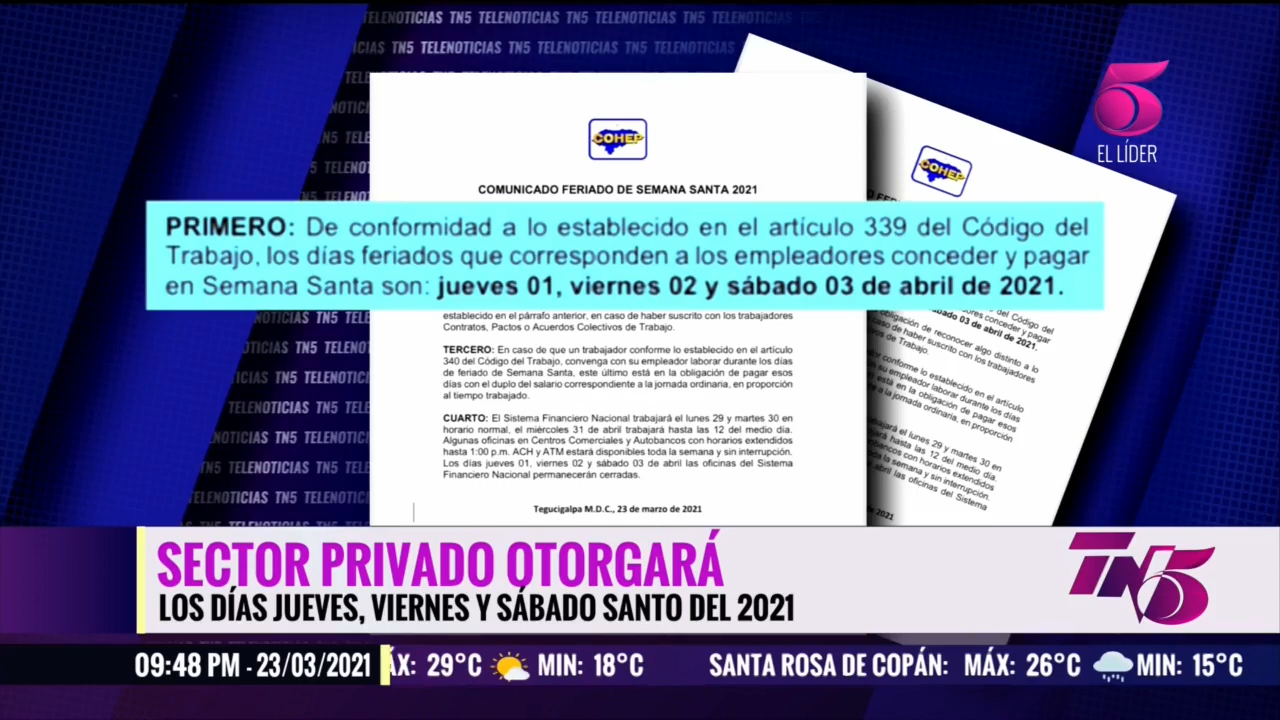 TN5 TELENOTICIAS TN5 TELENOTICIAS TN5 TELENOTICIAS
TN5 TELENOTICIAS TN5 TELENOTICIAS
5
EL LÍDER
COHEP
COHEP
COMUNICADO FERIADO DE SEMANA SANTA 2021
PRIMERO: De conformidad a lo establecido en el artículo 339 del Código del
Trabajo, los días feriados que corresponden a los empleadores conceder y pagar
en Semana Santa son: jueves 01, viernes 02 y sábado 03 de abril de 2021.
establecido en el párrafo anterior, en caso de haber suscrito con los trabajadores
Contratos, Pactos o Acuerdos Colectivos de Trabajo.
TERCERO: En caso de que un trabajador conforme lo establecido en el artículo
340 del Código del Trabajo, convenga con su empleador laborar durante los días
de feriado de Semana Santa, este último está en la obligación de pagar esos
días con el duplo del salario correspondiente a la jornada ordinaria, en proporción
al tiempo trabajado.
CUARTO: El Sistema Financiero Nacional trabajará el lunes 29 y martes 30 en
horario normal, el miércoles 31 de abril trabajará hasta las 12 del medio día.
Algunas oficinas en Centros Comerciales y Autobancos con horarios extendidos
hasta 1:00 p.m. ACH y ATM estará disponibles toda la semana y sin interrupción.
Los días jueves 01, viernes 02 y sábado 03 de abril las oficinas del Sistema
Financiero Nacional permanecerán cerradas.
Tegucigalpa M.D.C., 23 de marzo de 2021
SECTOR PRIVADO OTORGARÁ
LOS DÍAS JUEVES, VIERNES Y SÁBADO SANTO DEL 2021
TN5
09:48 PM - 23/03/2021 ÁX: 29°C MIN: 18°C SANTA ROSA DE COPÁN: MÁX: 26°C MIN: 15°C